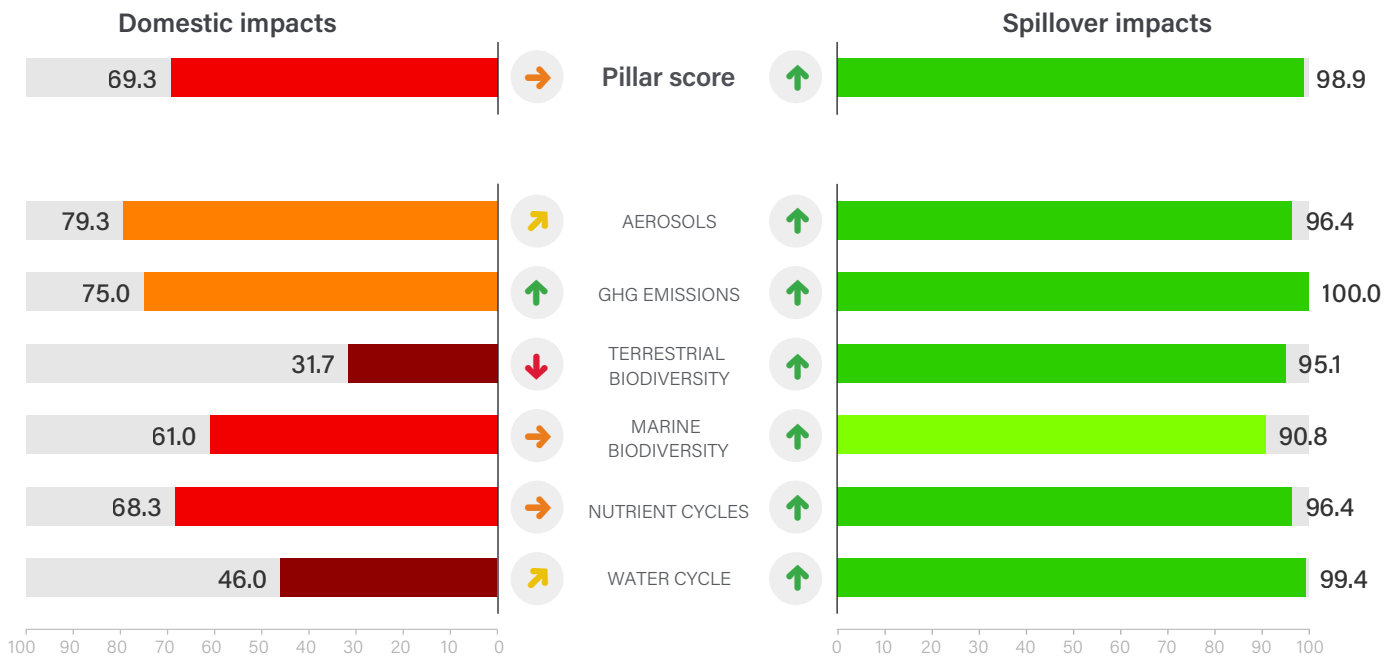 Domestic impacts
Spillover impacts
69.3
Pillar score
98.9
79.3
AEROSOLS
96.4
75.0
GHG EMISSIONS
100.0
31.7
TERRESTRIAL
BIODIVERSITY
95.1
61.0
MARINE
BIODIVERSITY
90.8
68.3
NUTRIENT CYCLES
96.4
46.0
WATER CYCLE
99.4
100 90 80 70 60 50 40 30 20 10 0
0 10 20 30 40 50 60 70 80 90 100